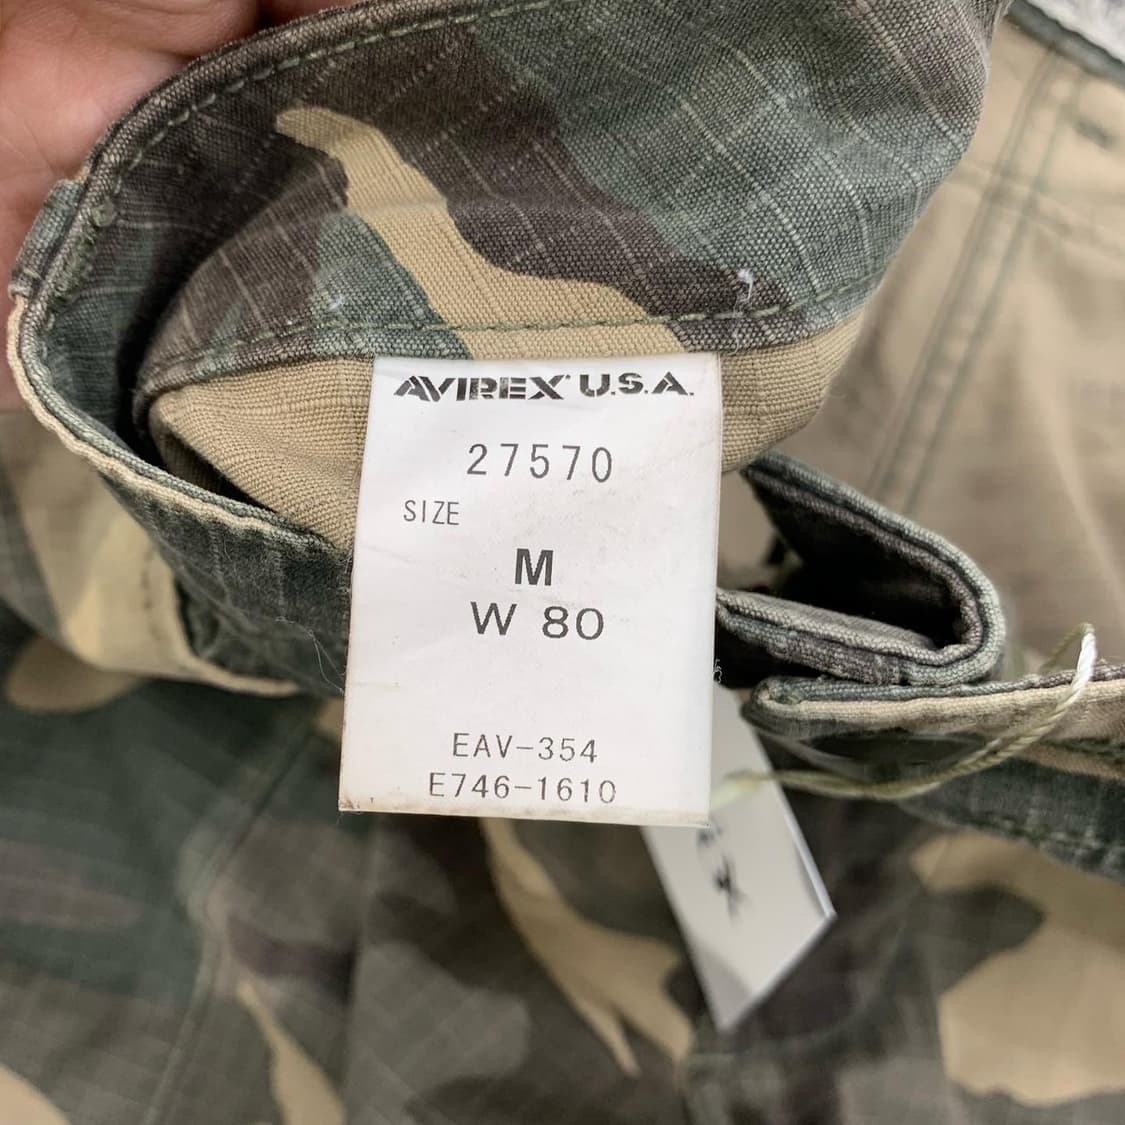 AVIREX U.S.A.
27570
SIZE
M
W 80
EAV-354
E746-1610